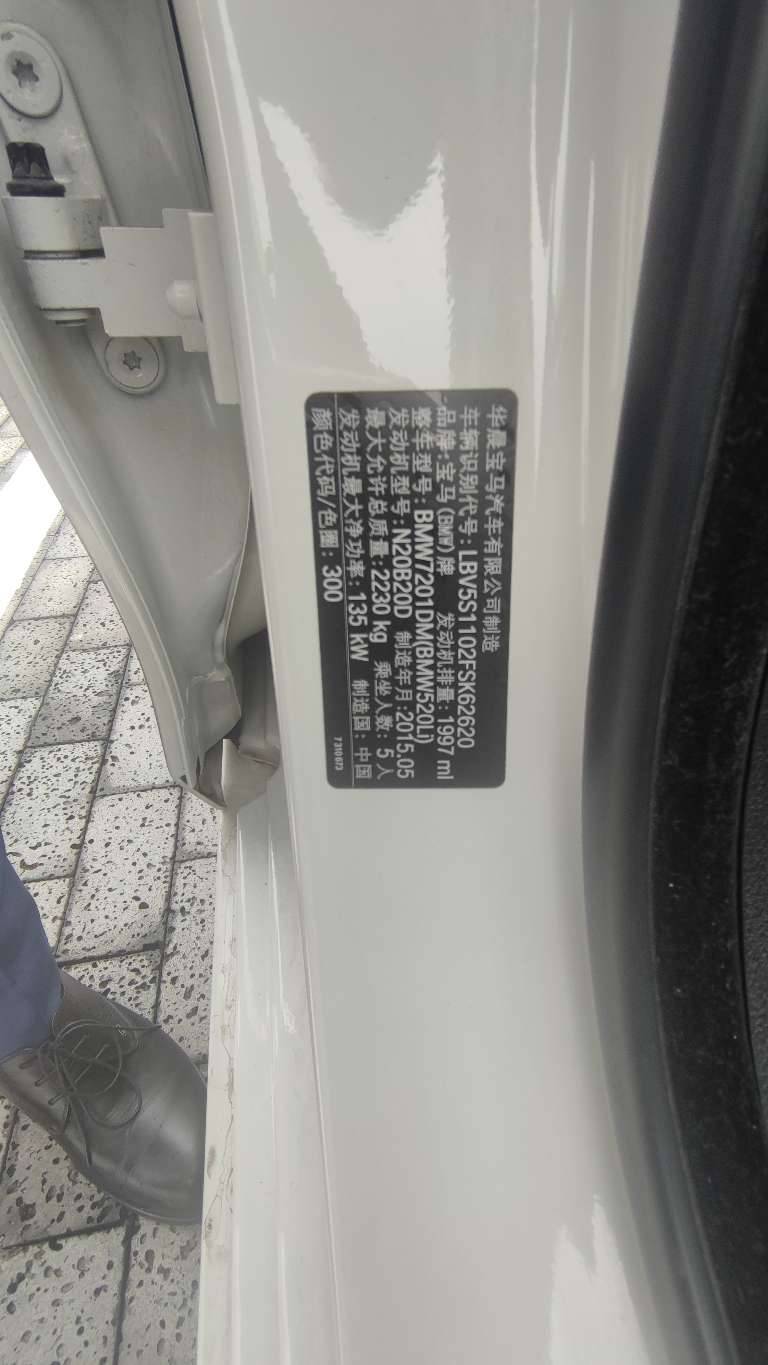 华晨宝马汽车有限公司制造
车辆识别代号: LBV5S1102FSK62620
品牌:宝马(BMW)牌 发动机排量: 1997 ml
整车型号: BMW7201DM(BMW520Li)
发动机型号: N20B20D 制造年月: 2015.05
最大允许总质量: 2230 kg 乘坐人数: 5 人
发动机最大净功率: 135 kW 制造国: 中国
颜色代码/色圈: 300
7310673